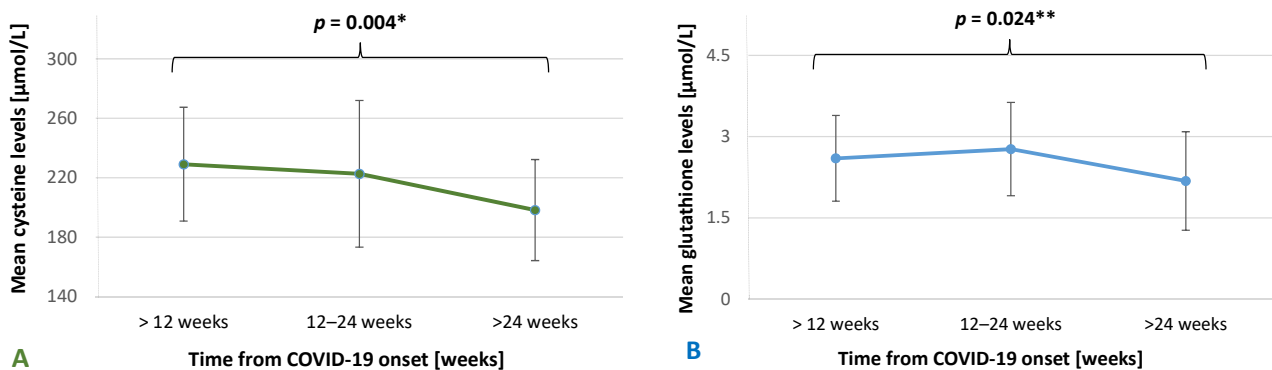 p = 0.004*
Mean cysteine levels [µmol/L]
300
260
220
180
140
> 12 weeks
12–24 weeks
>24 weeks
Time from COVID-19 onset [weeks]
A
p = 0.024**
Mean glutathione levels [µmol/L]
4.5
3
1.5
0
> 12 weeks
12–24 weeks
>24 weeks
Time from COVID-19 onset [weeks]
B